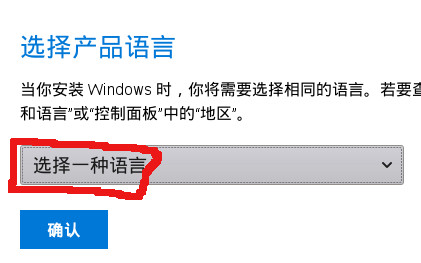 选择产品语言
当你安装 Windows 时，你将需要选择相同的语言。若要查
和语言”或“控制面板”中的“地区”。
选择一种语言
确认